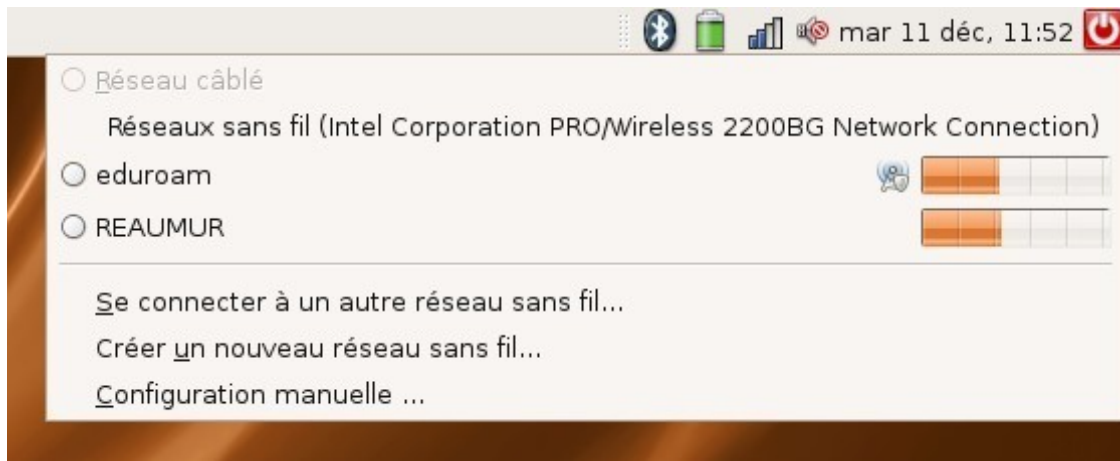 mar 11 déc, 11:52
Réseau câblé
Réseaux sans fil (Intel Corporation PRO/Wireless 2200BG Network Connection)
eduroam
REAUMUR
Se connecter à un autre réseau sans fil...
Créer un nouveau réseau sans fil...
Configuration manuelle ...